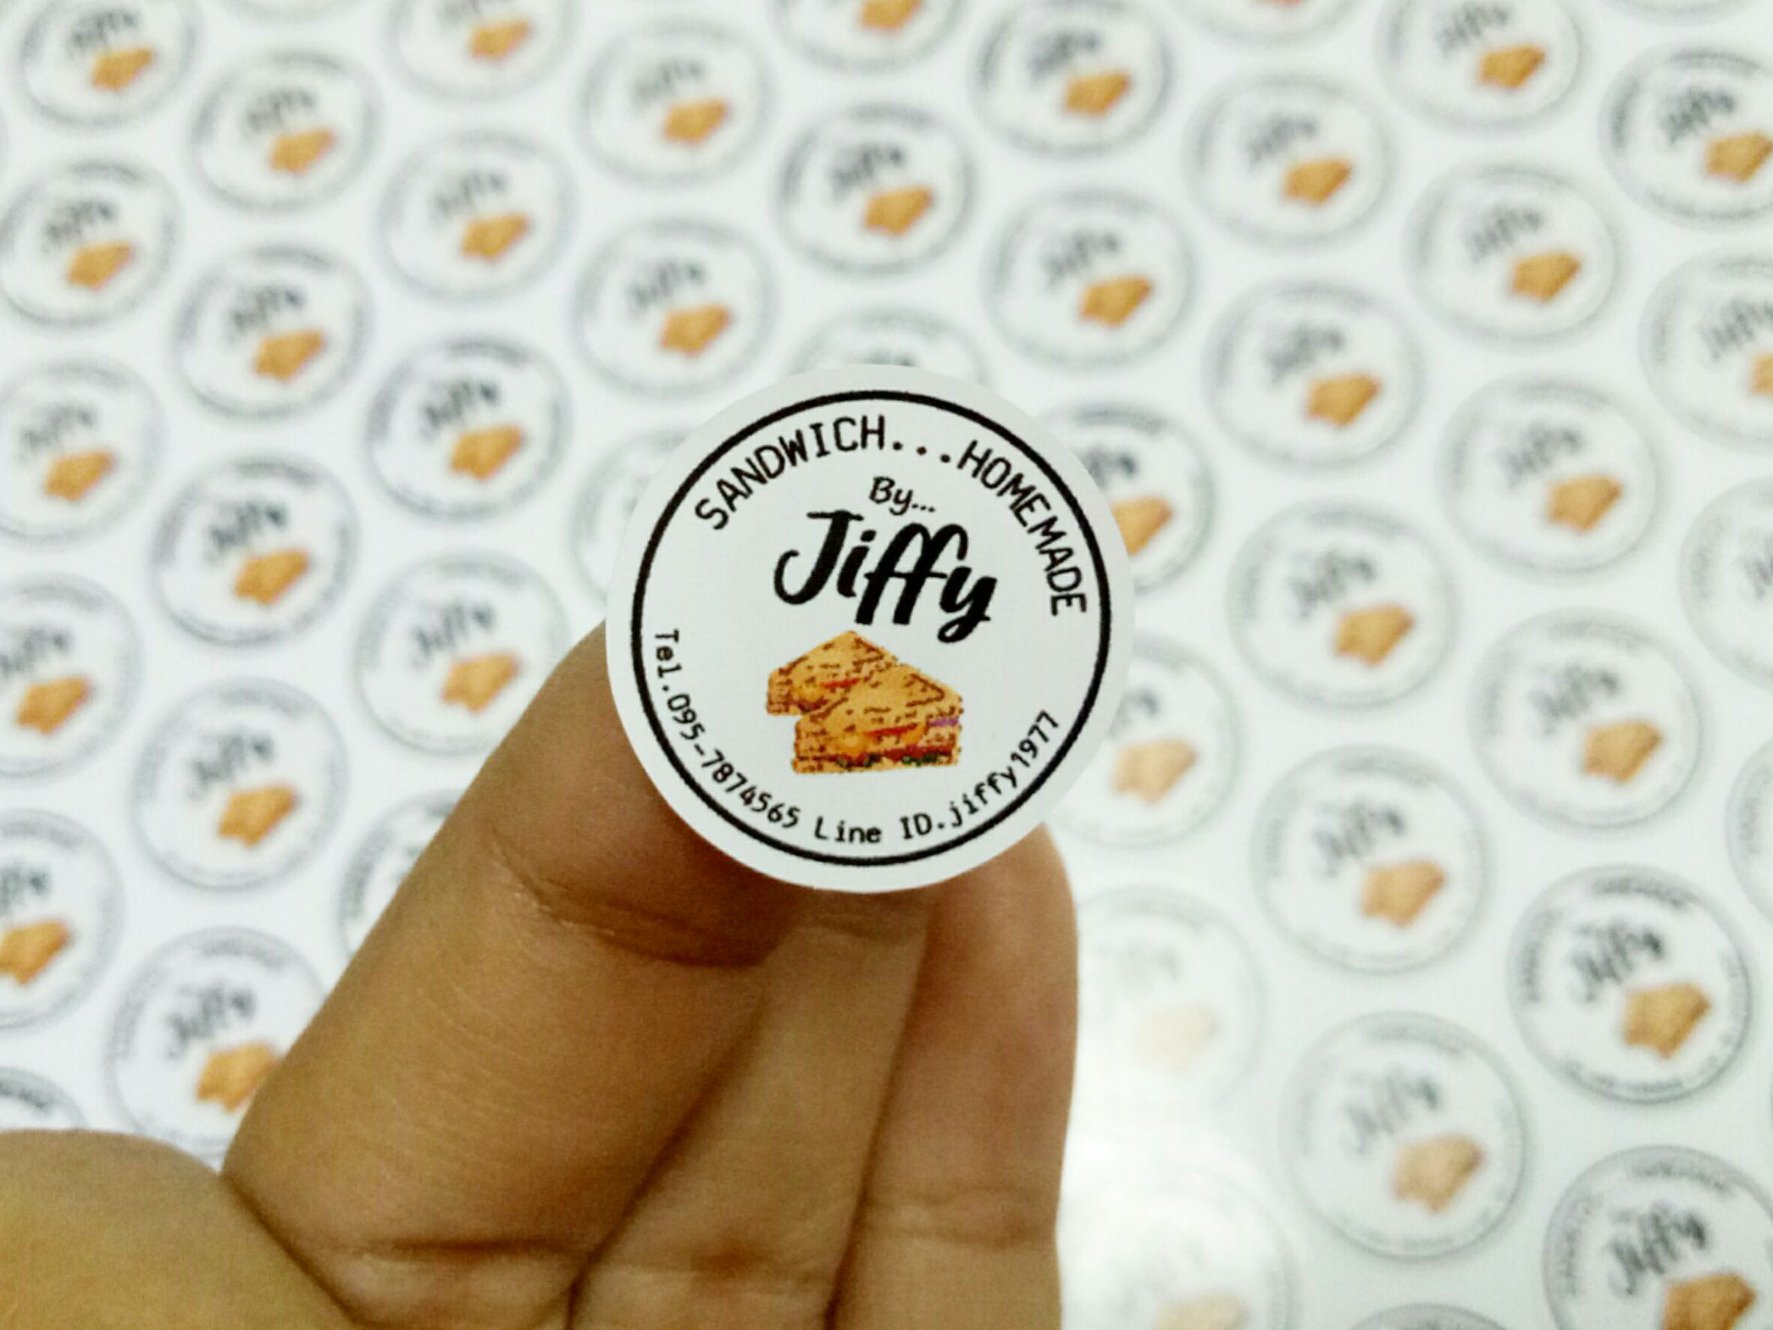 SANDWICH...HOMEMADE
By...
Jiffy
Tel.095-7874565 Line ID.jiffy1977